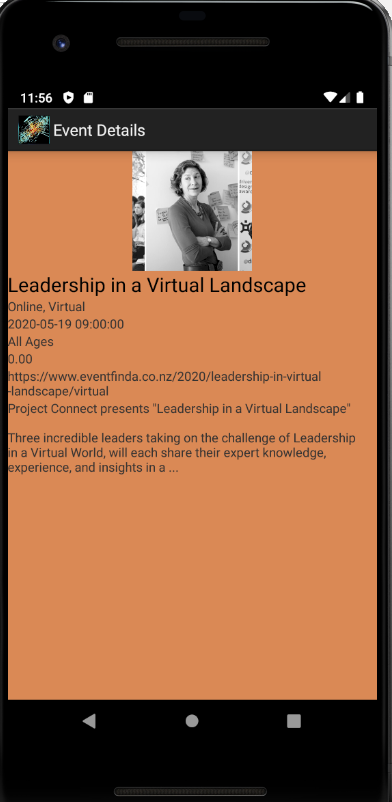 11:56
Event Details
Leadership in a Virtual Landscape
Online, Virtual
2020-05-19 09:00:00
All Ages
0.00
https://www.eventfinda.co.nz/2020/leadership-in-virtual
-landscape/virtual
Project Connect presents "Leadership in a Virtual Landscape"
Three incredible leaders taking on the challenge of Leadership
in a Virtual World, will each share their expert knowledge,
experience, and insights in a ...